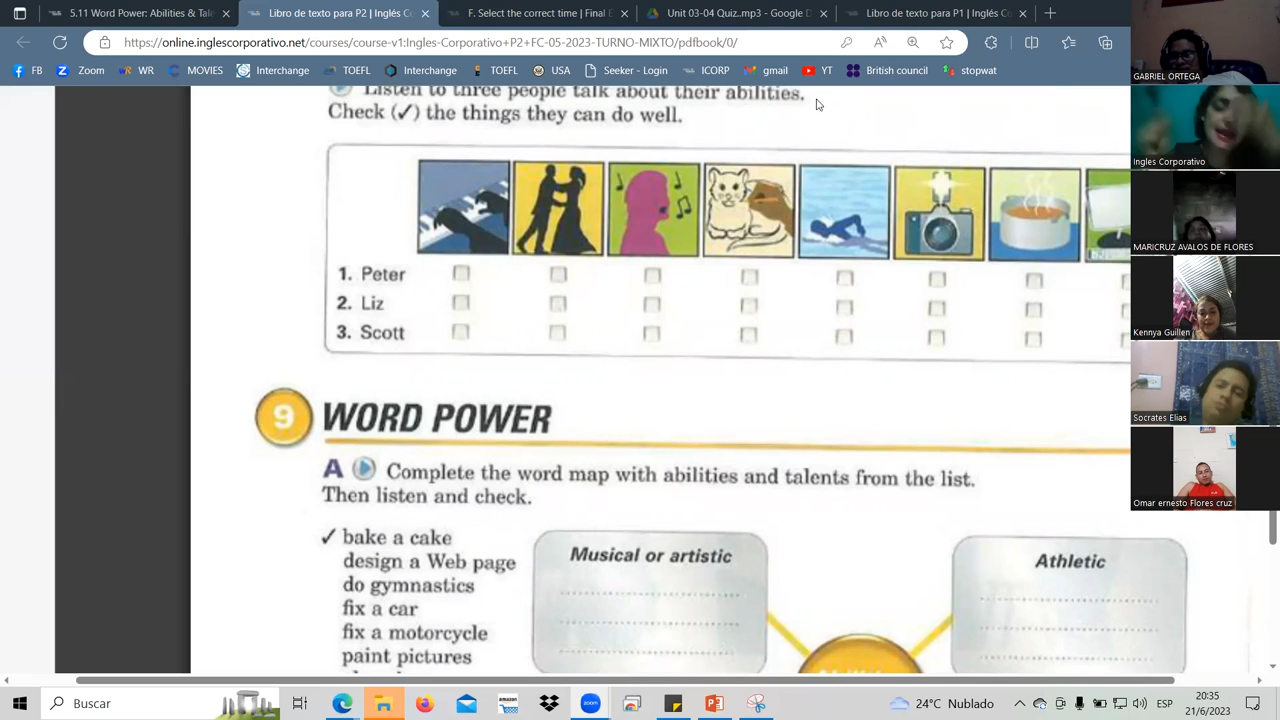 5.11 Word Power: Abilities & Tale
Libro de texto para P2 | Inglés Co
F. Select the correct time | Final E
Unit 03-04 Quiz..mp3 - Google D
Libro de texto para P1 | Inglés Co
https://online.inglescorporativo.net/courses/course-v1:Ingles-Corporativo+P2+FC-05-2023-TURNO-MIXTO/pdfbook/0/
FB
Zoom
WR
MOVIES
Interchange
TOEFL
Interchange
TOEFL
USA
Seeker - Login
ICORP
gmail
YT
British council
stopwat
Listen to three people talk about their abilities.
Check (✓) the things they can do well.
1. Peter
2. Liz
3. Scott
9 WORD POWER
A Complete the word map with abilities and talents from the list.
Then listen and check.
✓ bake a cake
design a Web page
do gymnastics
fix a car
fix a motorcycle
paint pictures
Musical or artistic
Athletic
GABRIEL ORTEGA
Ingles Corporativo
MARICRUZ AVALOS DE FLORES
Kennya Guillen
Socrates Elias
Omar ernesto Flores cruz
Buscar
24°C Nublado
ESP
20:35
21/6/2023